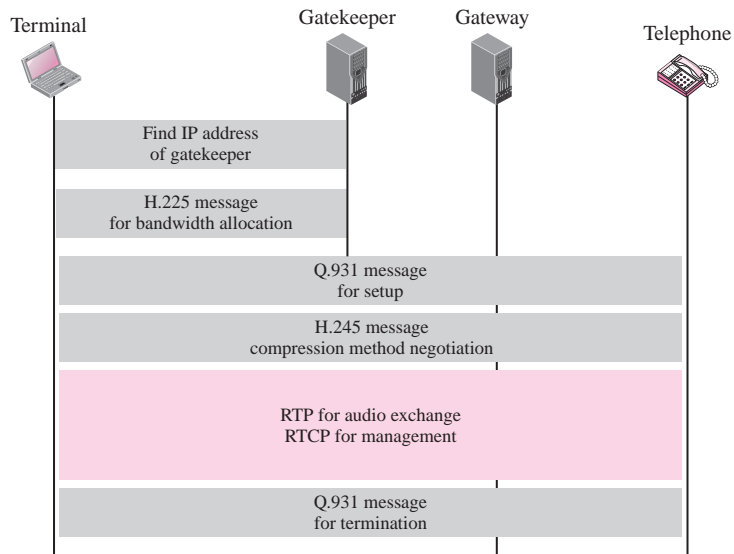 Terminal
Gatekeeper
Gateway
Telephone
Find IP address
of gatekeeper
H.225 message
for bandwidth allocation
Q.931 message
for setup
H.245 message
compression method negotiation
RTP for audio exchange
RTCP for management
Q.931 message
for termination